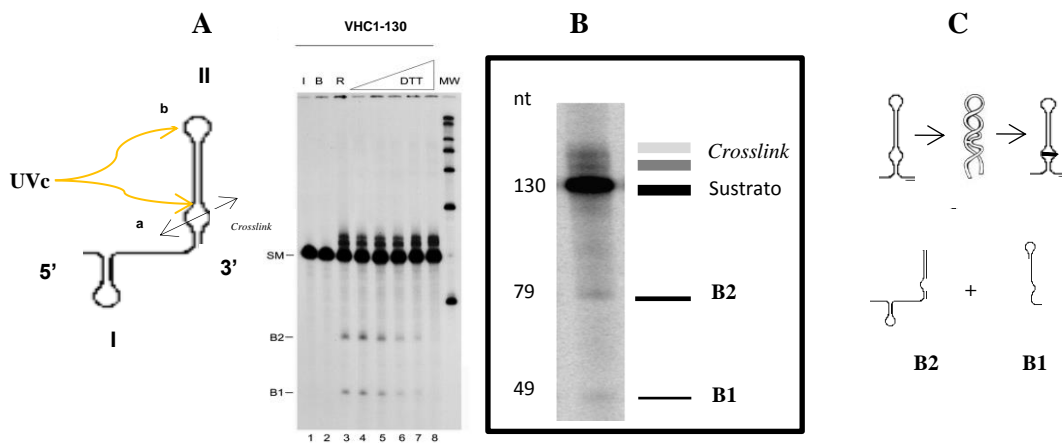 A
VHC1-130
B
C
II
I B R DTT MW
b
nt
Crosslink
UVc
130
Sustrato
a
Crosslink
5’
3’
SM
-
79
B2
+
I
B2
49
B1
B2
B1
B1
1 2 3 4 5 6 7 8